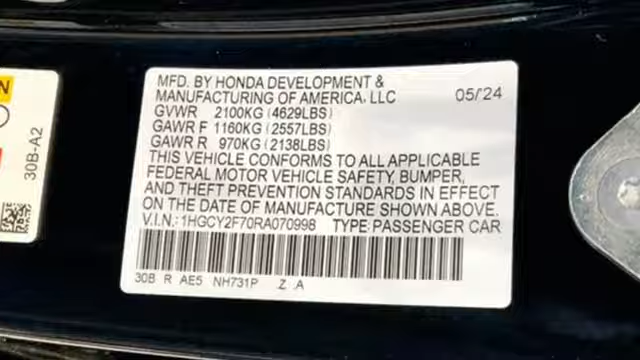 MFD. BY HONDA DEVELOPMENT &
MANUFACTURING OF AMERICA, LLC 05/'24
GVWR 2100KG (4629LBS)
GAWR F 1160KG (2557LBS)
GAWR R 970KG (2138LBS)
THIS VEHICLE CONFORMS TO ALL APPLICABLE
FEDERAL MOTOR VEHICLE SAFETY, BUMPER,
AND THEFT PREVENTION STANDARDS IN EFFECT
ON THE DATE OF MANUFACTURE SHOWN ABOVE.
V.I.N.: 1HGCY2F70RA070998 TYPE: PASSENGER CAR
30B R AE5 NH731P Z A
30B-A2
N